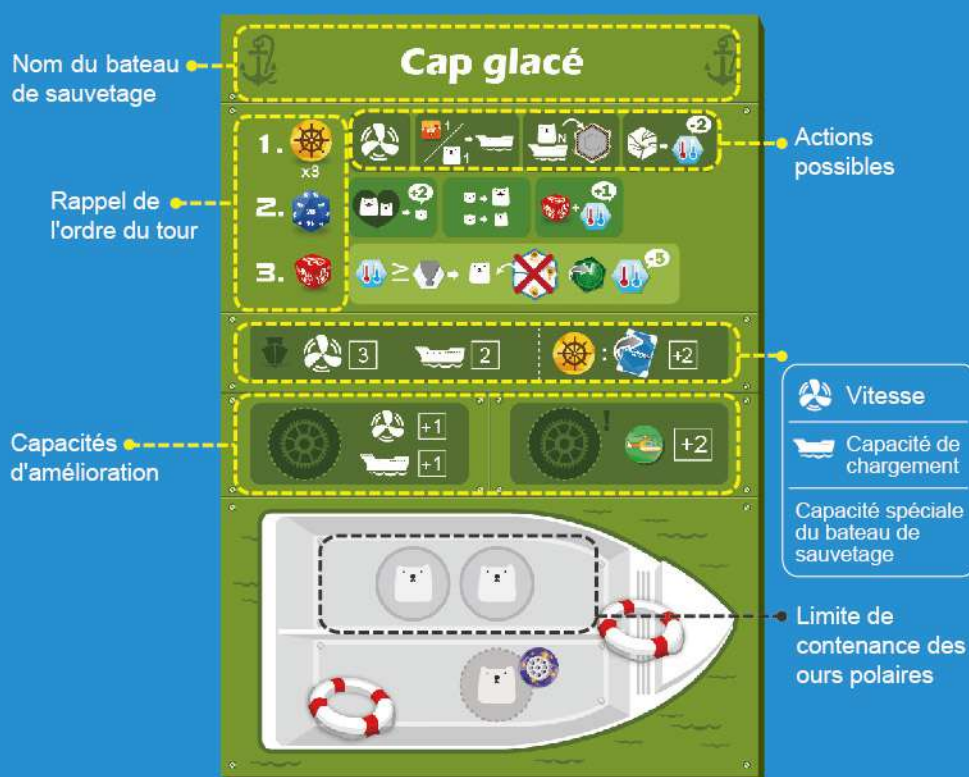 Cap glacé
Nom du bateau
de sauvetage
1.
x3
1
1
N
-2
Actions
possibles
Rappel de
l'ordre du tour
2.
+2
+1
3.
≥
-5
3
2
:
+2
Vitesse
Capacité de
chargement
Capacité spéciale
du bateau de
sauvetage
Capacités
d'amélioration
+1
+1
!
+2
Limite de
contenance des
ours polaires